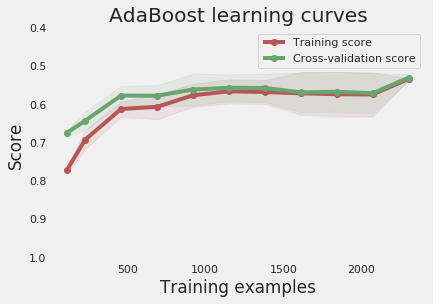 AdaBoost learning curves
Training score
Cross-validation score
0.4
0.5
0.6
0.7
0.8
0.9
1.0
Score
500
1000
1500
2000
Training examples